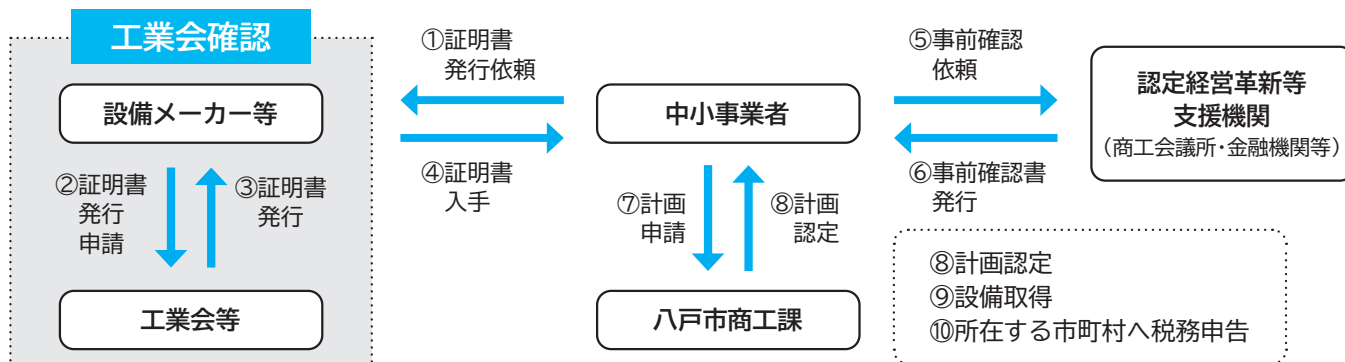 工業会確認
設備メーカー等
②証明書
発行
申請
③証明書
発行
工業会等
①証明書
発行依頼
④証明書
入手
中小事業者
⑦計画
申請
⑧計画
認定
八戸市商工課
⑤事前確認
依頼
⑥事前確認書
発行
認定経営革新等
支援機関
（商工会議所・金融機関等）
⑧計画認定
⑨設備取得
⑩所在する市町村へ税務申告